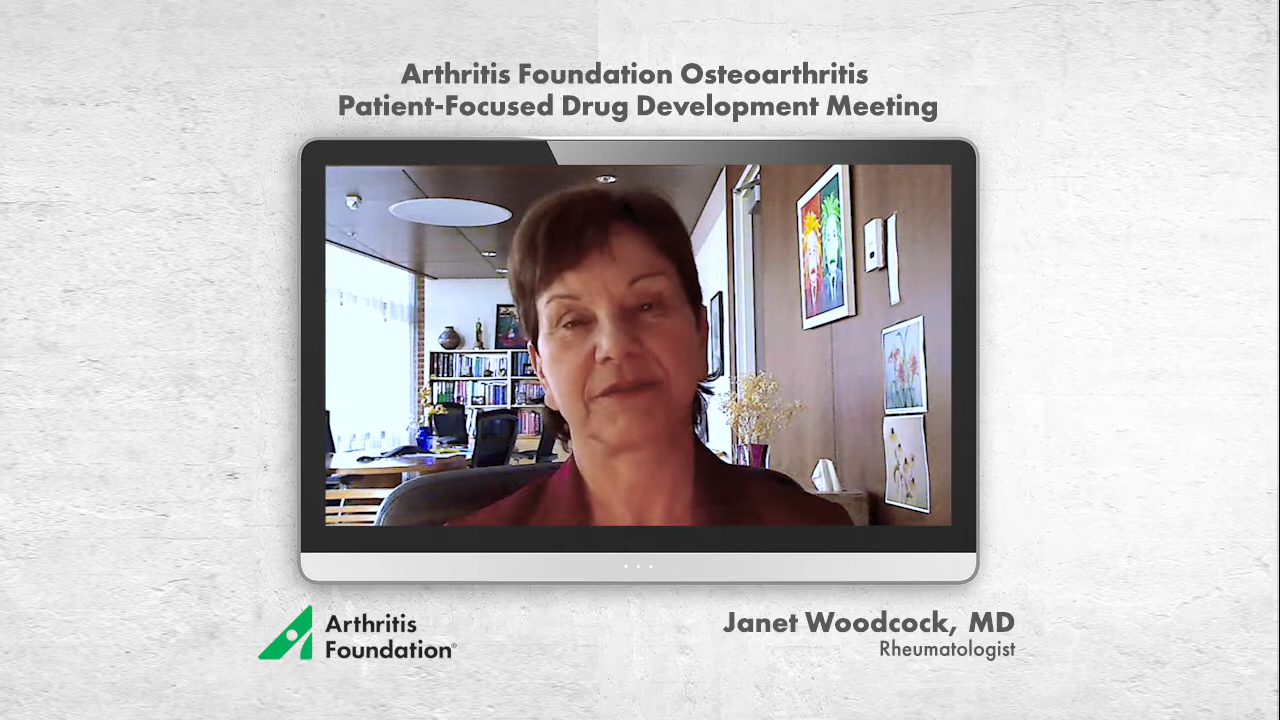 Arthritis Foundation Osteoarthritis
Patient-Focused Drug Development Meeting
Arthritis
Foundation®
Janet Woodcock, MD
Rheumatologist